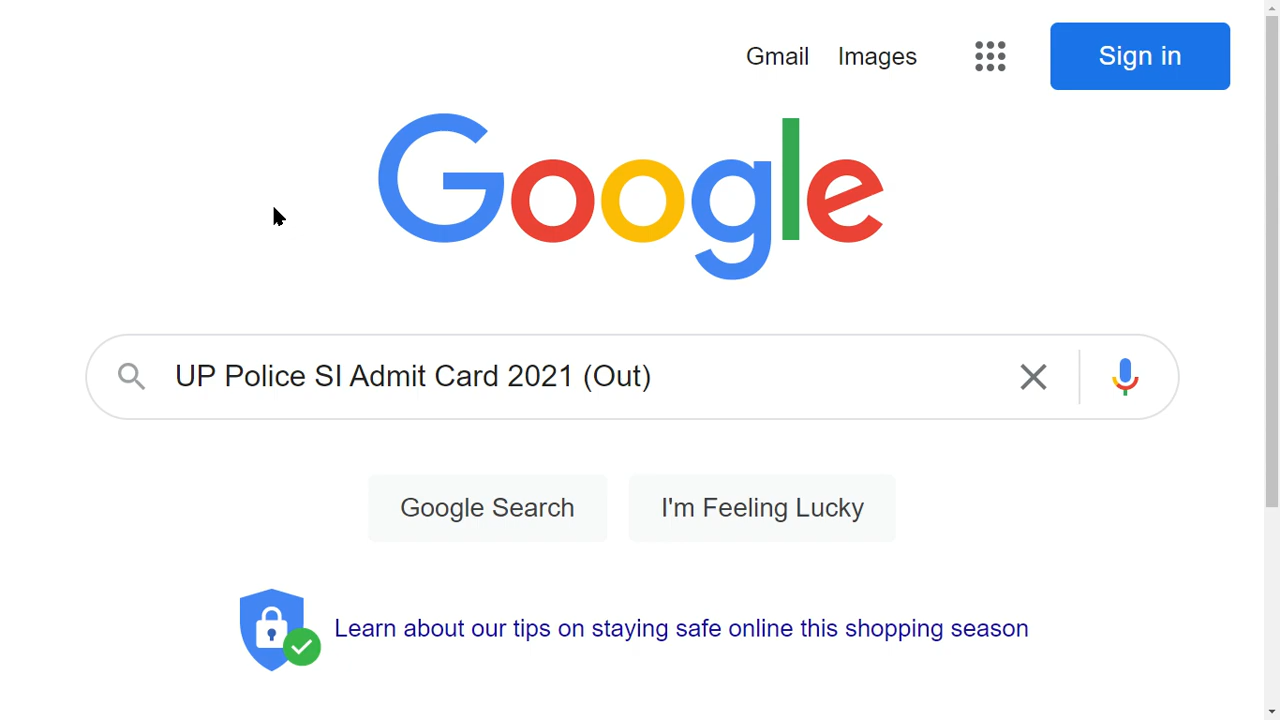 Gmail Images Sign in
Google
UP Police SI Admit Card 2021 (Out)
Google Search I'm Feeling Lucky
Learn about our tips on staying safe online this shopping season